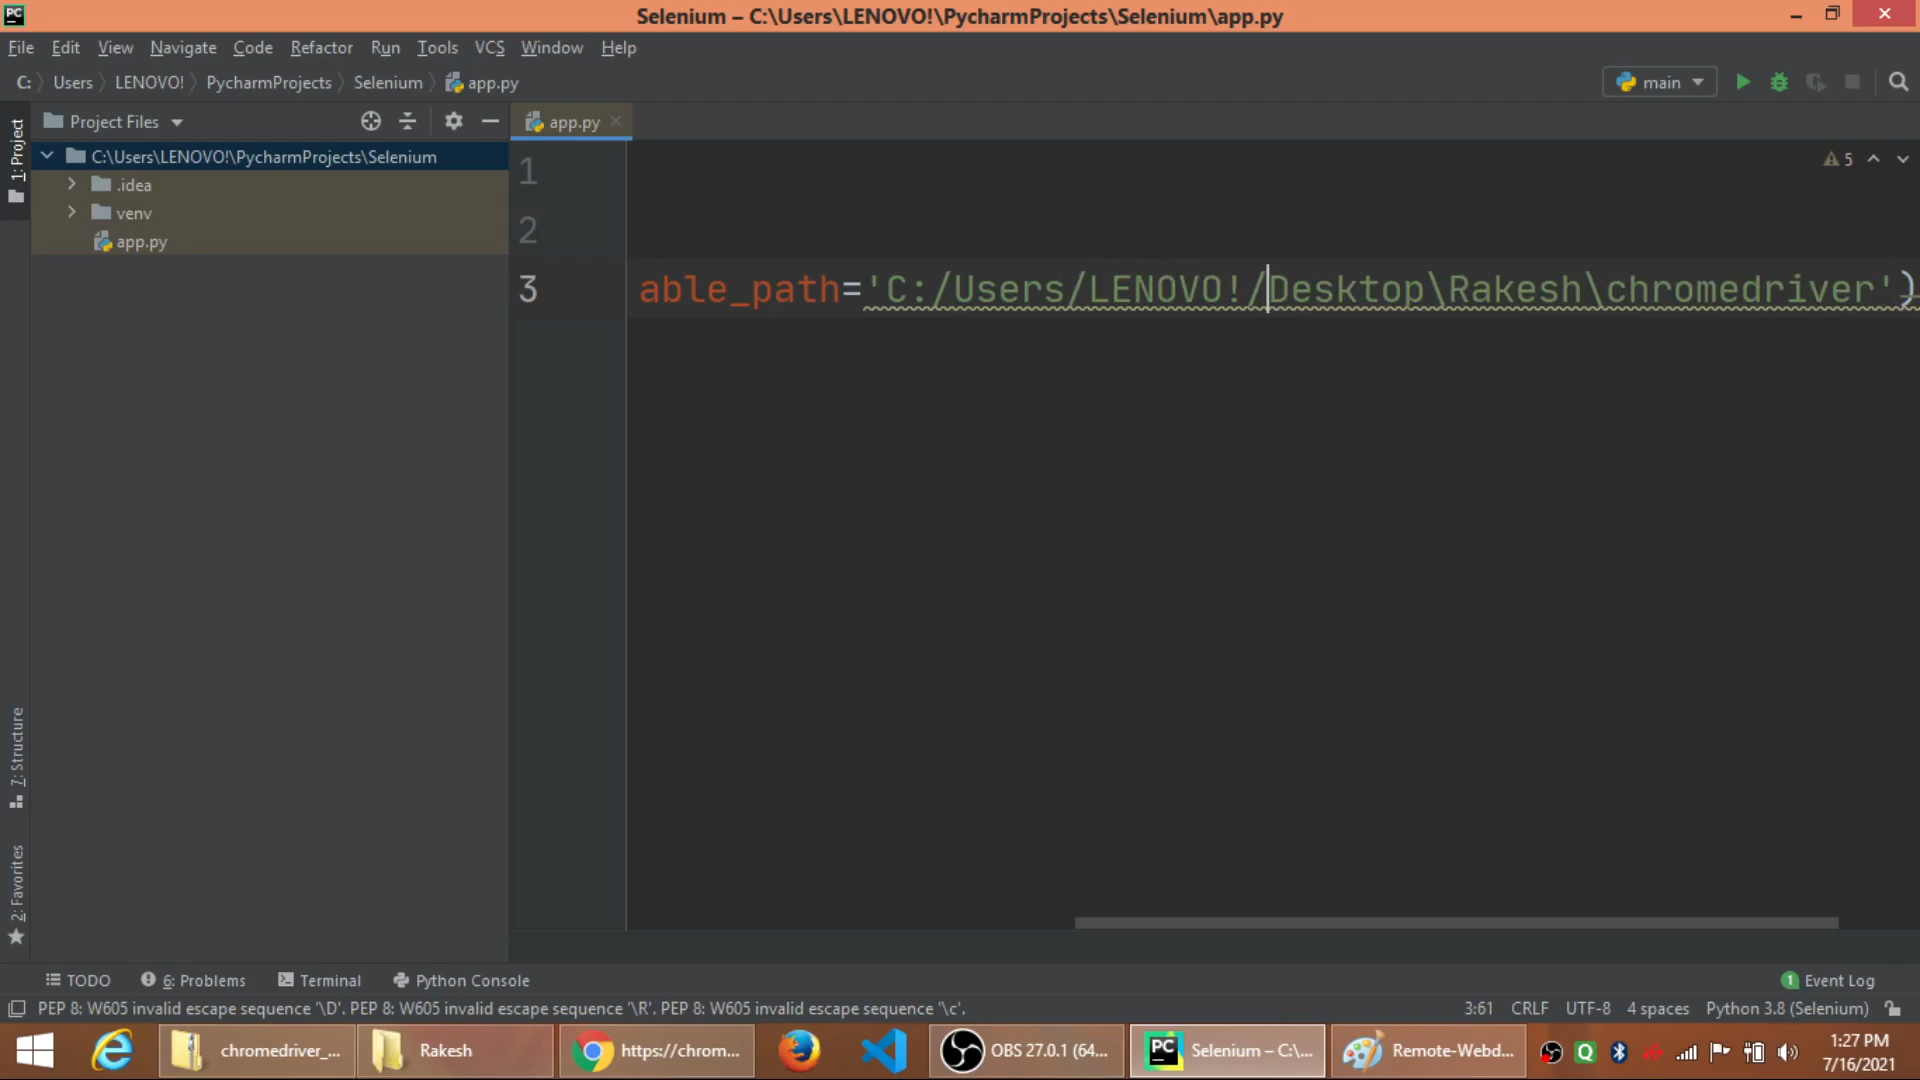 PC Selenium – C:\Users\LENOVO!\PycharmProjects\Selenium\app.py
File Edit View Navigate Code Refactor Run Tools VCS Window Help
C: Users LENOVO! PycharmProjects Selenium app.py main
1: Project
Project Files
app.py
C:\Users\LENOVO!\PycharmProjects\Selenium
.idea
venv
app.py
5
1
2
3 able_path='C:/Users/LENOVO!/Desktop\Rakesh\chromedriver')
7: Structure
2: Favorites
TODO 6: Problems Terminal Python Console 1 Event Log
PEP 8: W605 invalid escape sequence '\D'. PEP 8: W605 invalid escape sequence '\R'. PEP 8: W605 invalid escape sequence '\c'. 3:61 CRLF UTF-8 4 spaces Python 3.8 (Selenium)
chromedriver_... Rakesh https://chrom... OBS 27.0.1 (64... PC Selenium – C:\... Remote-Webd... Q 1:27 PM
7/16/2021